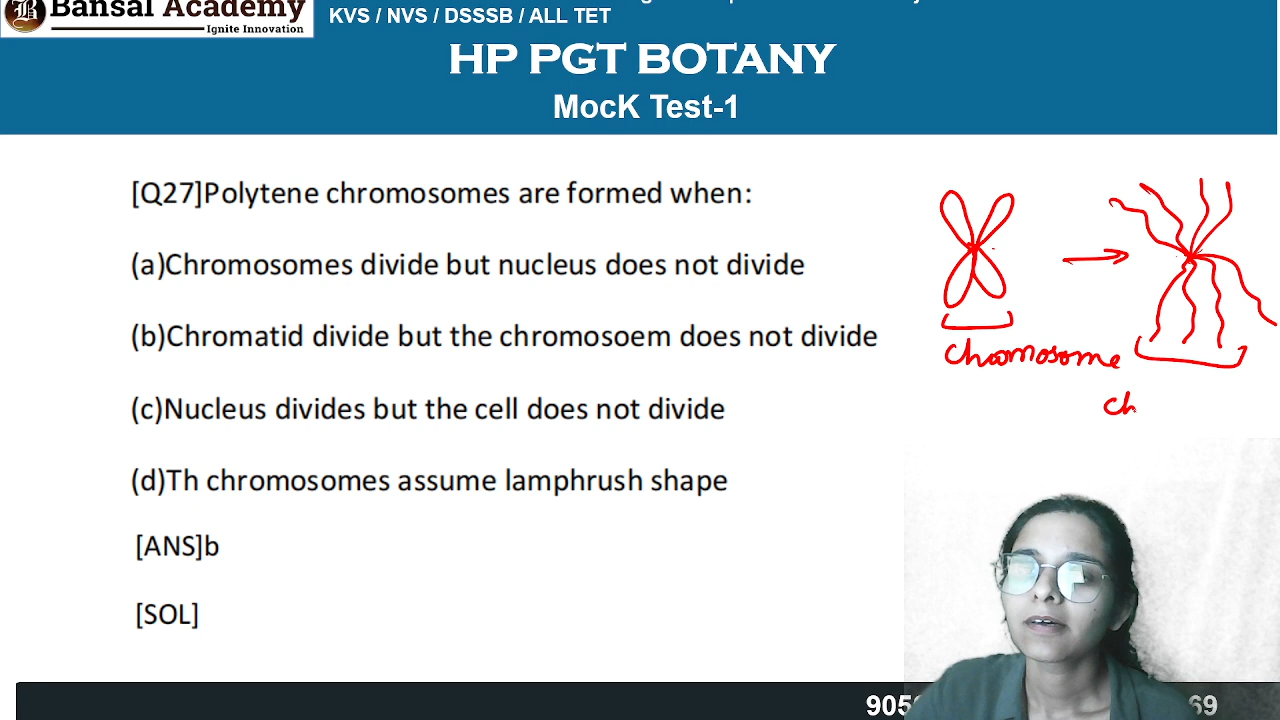 Bansal Academy
Ignite Innovation
KVS / NVS / DSSSB / ALL TET
HP PGT BOTANY
MocK Test-1
[Q27]Polytene chromosomes are formed when:
(a)Chromosomes divide but nucleus does not divide
(b)Chromatid divide but the chromosoem does not divide
(c)Nucleus divides but the cell does not divide
(d)Th chromosomes assume lamphrush shape
[ANS]b
[SOL]
Chromosome
Ch